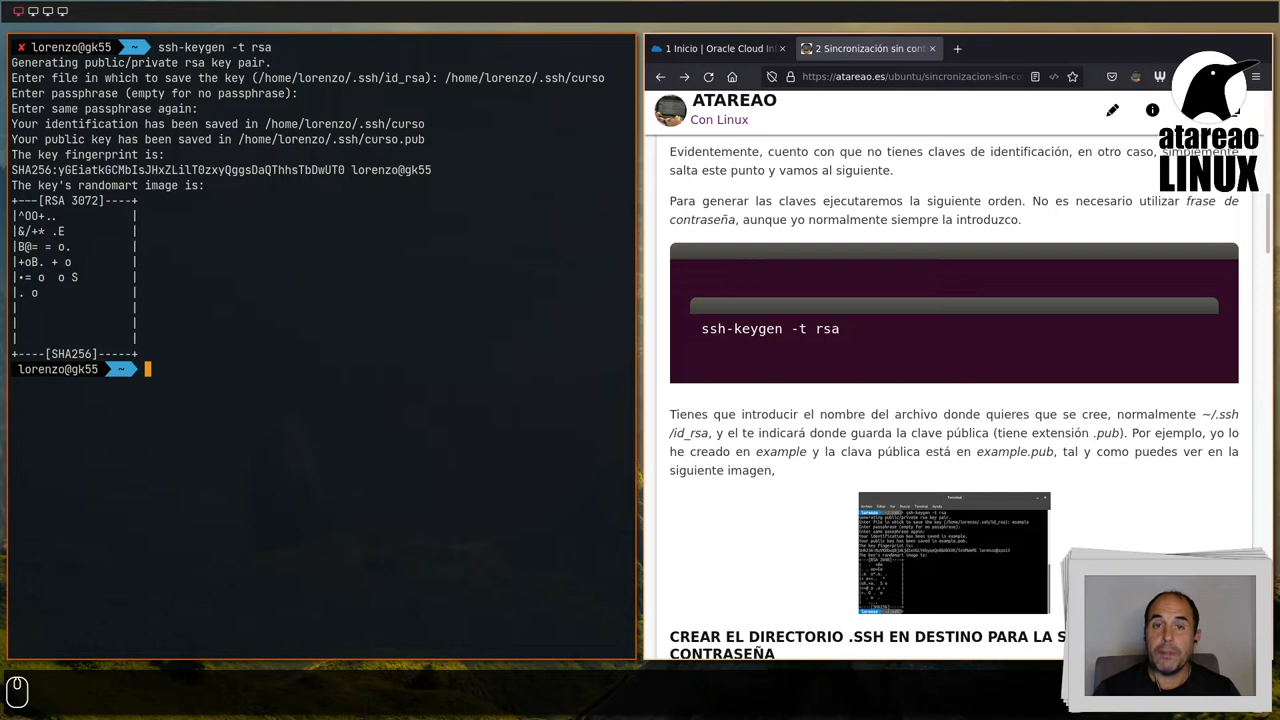 ✘ lorenzo@gk55 ~ ssh-keygen -t rsa
Generating public/private rsa key pair.
Enter file in which to save the key (/home/lorenzo/.ssh/id_rsa): /home/lorenzo/.ssh/curso
Enter passphrase (empty for no passphrase):
Enter same passphrase again:
Your identification has been saved in /home/lorenzo/.ssh/curso
Your public key has been saved in /home/lorenzo/.ssh/curso.pub
The key fingerprint is:
SHA256:yGEiatkGCMbIsJHxZLilT0zxyQggsDaQThhsTbDwUT0 lorenzo@gk55
The key's randomart image is:
+---[RSA 3072]----+
|^OO+..           |
|&/+* .E          |
|B@= = o.         |
|+oB. + o         |
|*= o  o S        |
|. o              |
|                 |
|                 |
|                 |
+----[SHA256]-----+
lorenzo@gk55 ~
1 Inicio | Oracle Cloud In
2 Sincronización sin con
https://atareao.es/ubuntu/sincronizacion-sin-co
ATAREAO
Con Linux
atareao
LINUX
Evidentemente, cuento con que no tienes claves de identificación, en otro caso, simplemente
salta este punto y vamos al siguiente.
Para generar las claves ejecutaremos la siguiente orden. No es necesario utilizar frase de
contraseña, aunque yo normalmente siempre la introduzco.
ssh-keygen -t rsa
Tienes que introducir el nombre del archivo donde quieres que se cree, normalmente ~/.ssh
/id_rsa, y el te indicará donde guarda la clave pública (tiene extensión .pub). Por ejemplo, yo lo
he creado en example y la clava pública está en example.pub, tal y como puedes ver en la
siguiente imagen,
CREAR EL DIRECTORIO .SSH EN DESTINO PARA LA S
CONTRASEÑA